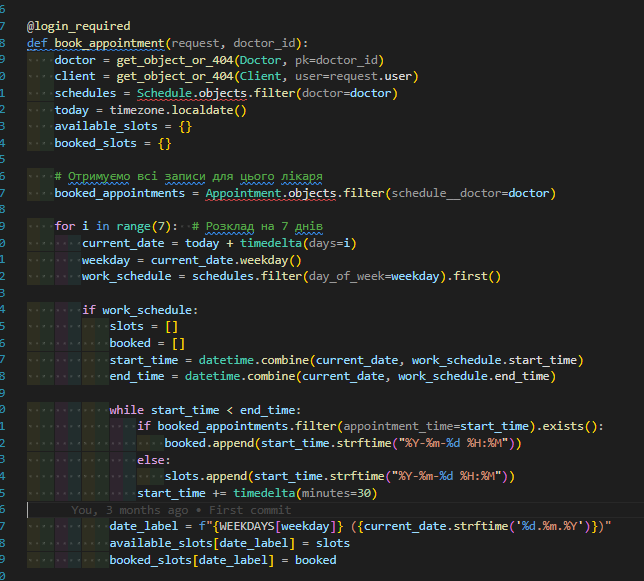 @login_required
def book_appointment(request, doctor_id):
    doctor = get_object_or_404(Doctor, pk=doctor_id)
    client = get_object_or_404(Client, user=request.user)
    schedules = Schedule.objects.filter(doctor=doctor)
    today = timezone.localdate()
    available_slots = {}
    booked_slots = {}
    # Отримуємо всі записи для цього лікаря
    booked_appointments = Appointment.objects.filter(schedule__doctor=doctor)
    for i in range(7):  # Розклад на 7 днів
        current_date = today + timedelta(days=i)
        weekday = current_date.weekday()
        work_schedule = schedules.filter(day_of_week=weekday).first()
        if work_schedule:
            slots = []
            booked = []
            start_time = datetime.combine(current_date, work_schedule.start_time)
            end_time = datetime.combine(current_date, work_schedule.end_time)
            while start_time < end_time:
                if booked_appointments.filter(appointment_time=start_time).exists():
                    booked.append(start_time.strftime("%Y-%m-%d %H:%M"))
                else:
                    slots.append(start_time.strftime("%Y-%m-%d %H:%M"))
                start_time += timedelta(minutes=30)
You, 3 months ago • First commit
            date_label = f"{WEEKDAYS[weekday]} ({current_date.strftime('%d.%m.%Y')})"
            available_slots[date_label] = slots
            booked_slots[date_label] = booked